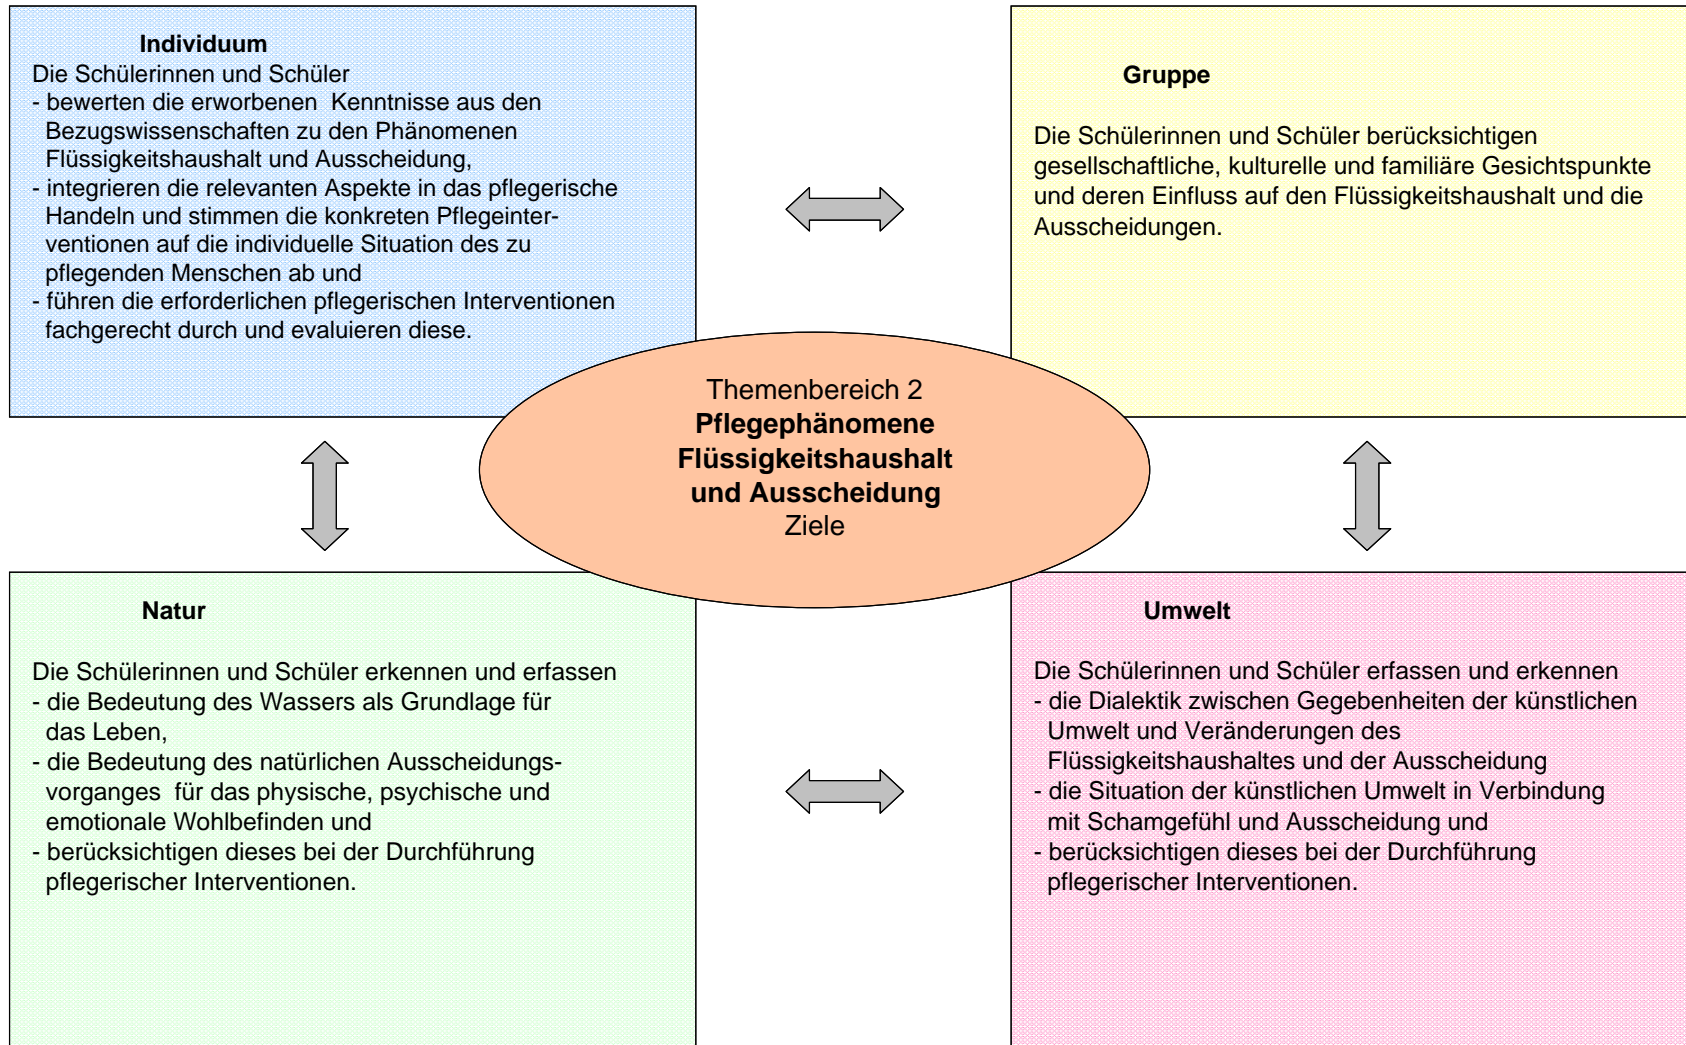 Individuum
Die Schülerinnen und Schüler
- bewerten die erworbenen  Kenntnisse aus den
Bezugswissenschaften zu den Phänomenen
Flüssigkeitshaushalt und Ausscheidung,
- integrieren die relevanten Aspekte in das pflegerische
Handeln und stimmen die konkreten Pflegeinter-
ventionen auf die individuelle Situation des zu
pflegenden Menschen ab und
- führen die erforderlichen pflegerischen Interventionen
fachgerecht durch und evaluieren diese.
Gruppe
Die Schülerinnen und Schüler berücksichtigen
gesellschaftliche, kulturelle und familiäre Gesichtspunkte
und deren Einfluss auf den Flüssigkeitshaushalt und die
Ausscheidungen.
Themenbereich 2
Pflegephänomene
Flüssigkeitshaushalt
und Ausscheidung
Ziele
Natur
Die Schülerinnen und Schüler erkennen und erfassen
- die Bedeutung des Wassers als Grundlage für
das Leben,
- die Bedeutung des natürlichen Ausscheidungs-
vorganges  für das physische, psychische und
emotionale Wohlbefinden und
- berücksichtigen dieses bei der Durchführung
pflegerischer Interventionen.
Umwelt
Die Schülerinnen und Schüler erfassen und erkennen
- die Dialektik zwischen Gegebenheiten der künstlichen
Umwelt und Veränderungen des
Flüssigkeitshaushaltes und der Ausscheidung
- die Situation der künstlichen Umwelt in Verbindung
mit Schamgefühl und Ausscheidung und
- berücksichtigen dieses bei der Durchführung
pflegerischer Interventionen.